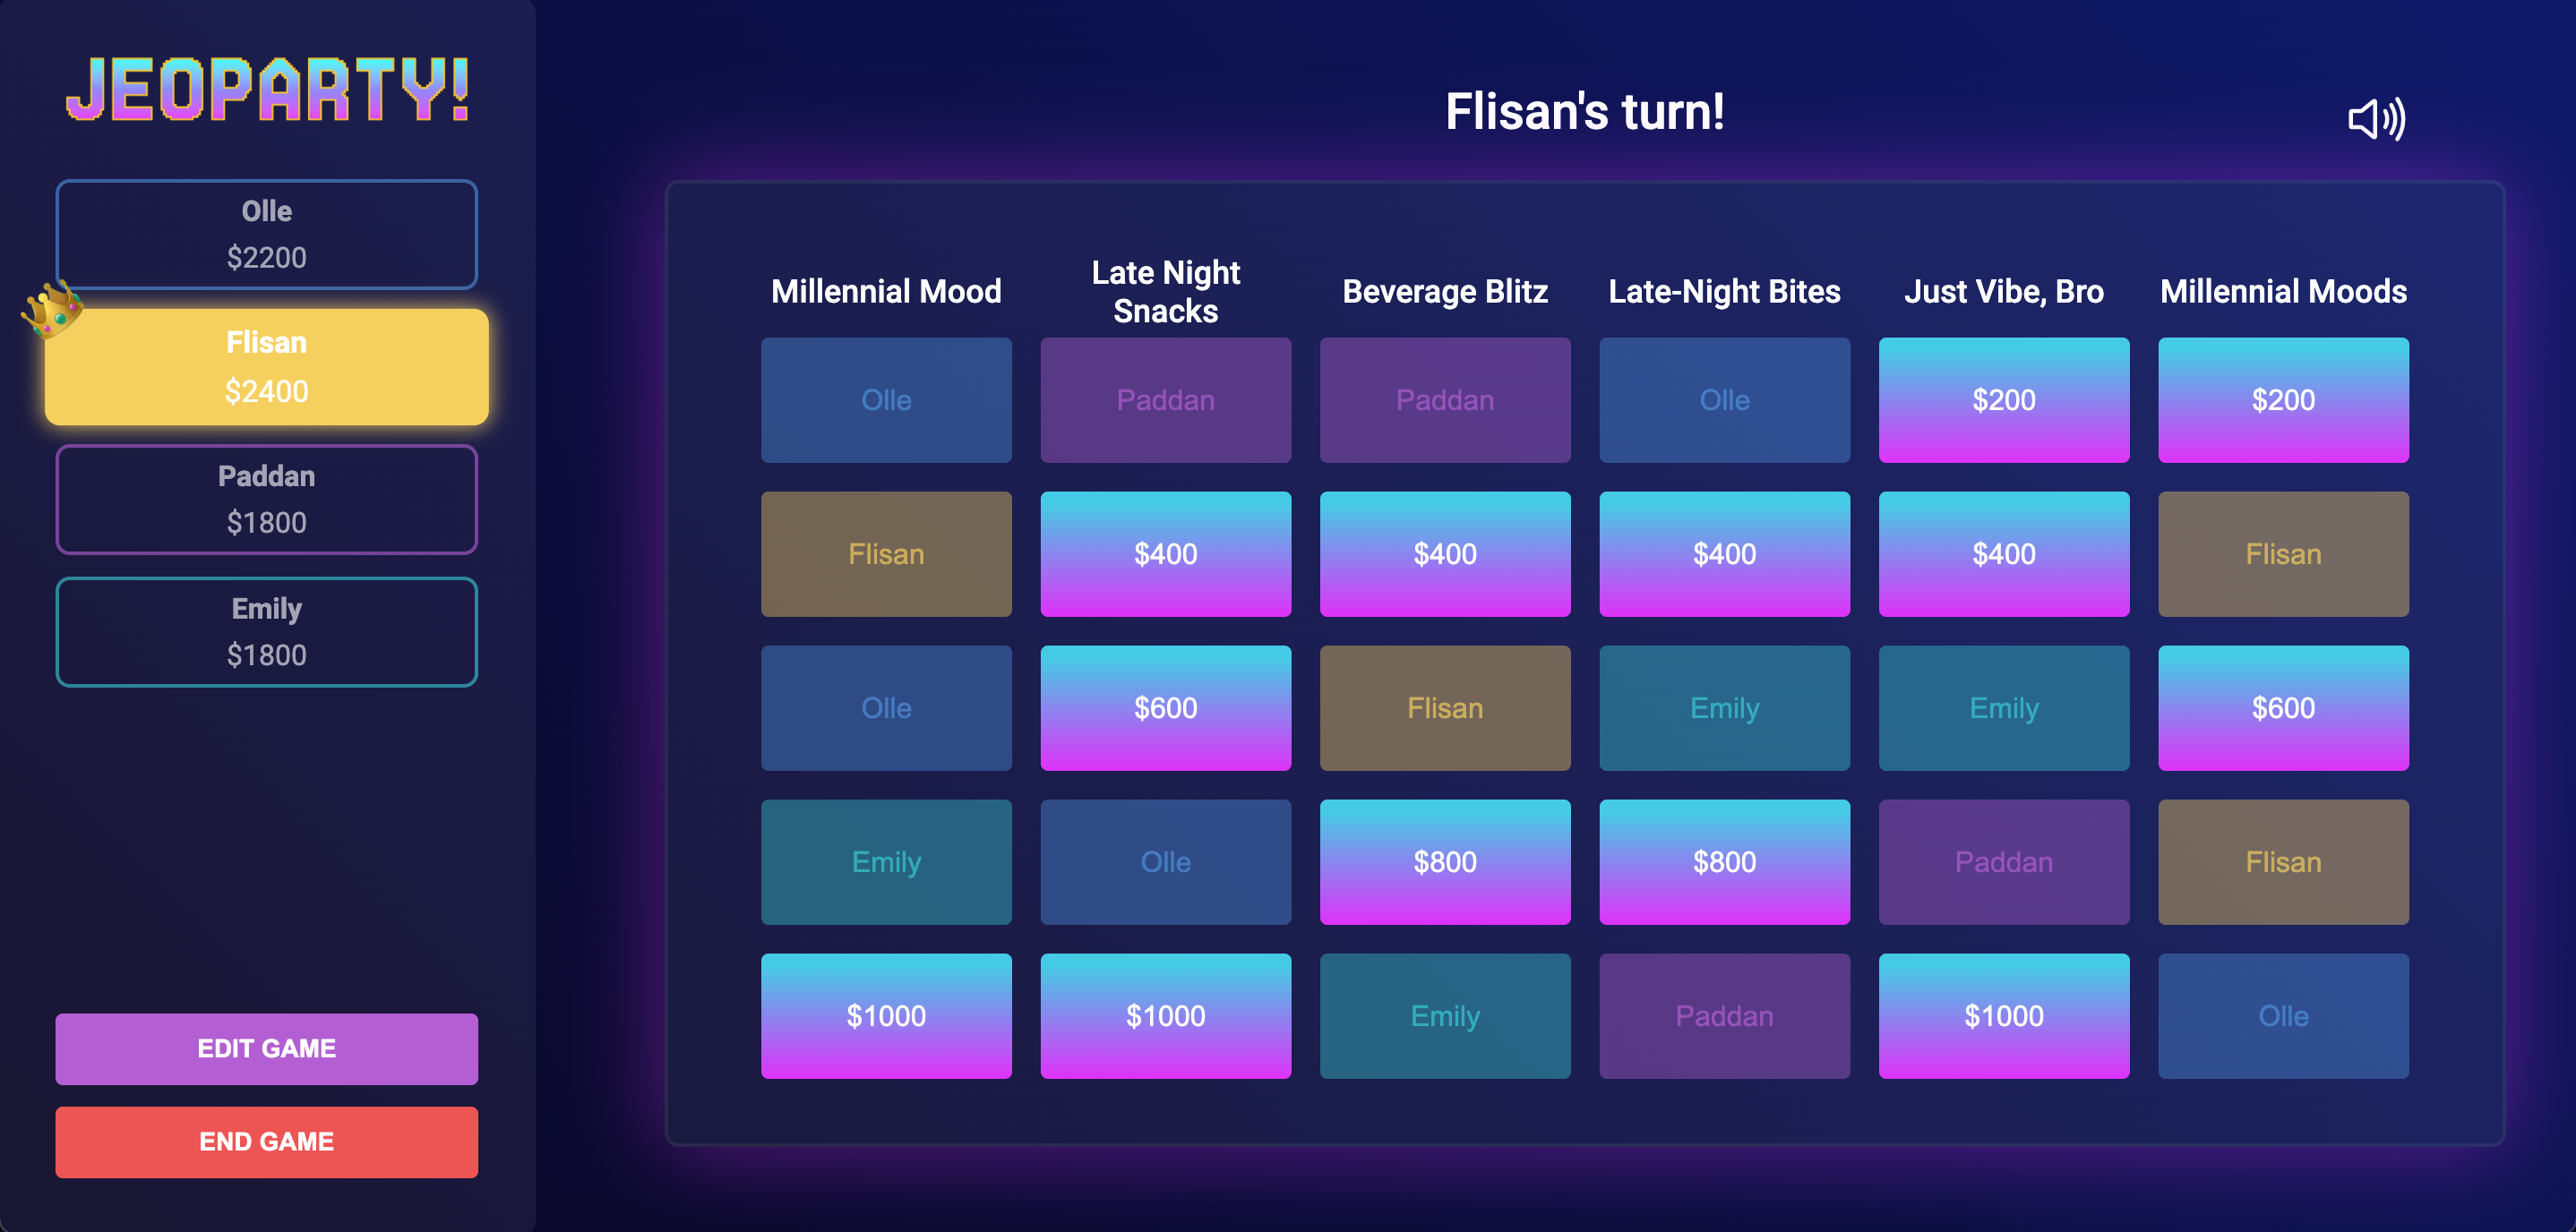 JEOPARTY!
Olle
$2200
Flisan
$2400
Paddan
$1800
Emily
$1800
EDIT GAME
END GAME
Flisan's turn!
Millennial Mood
Late Night
Snacks
Beverage Blitz
Late-Night Bites
Just Vibe, Bro
Millennial Moods
Olle
Paddan
Paddan
Olle
$200
$200
Flisan
$400
$400
$400
$400
Flisan
Olle
$600
Flisan
Emily
Emily
$600
Emily
Olle
$800
$800
Paddan
Flisan
$1000
$1000
Emily
Paddan
$1000
Olle